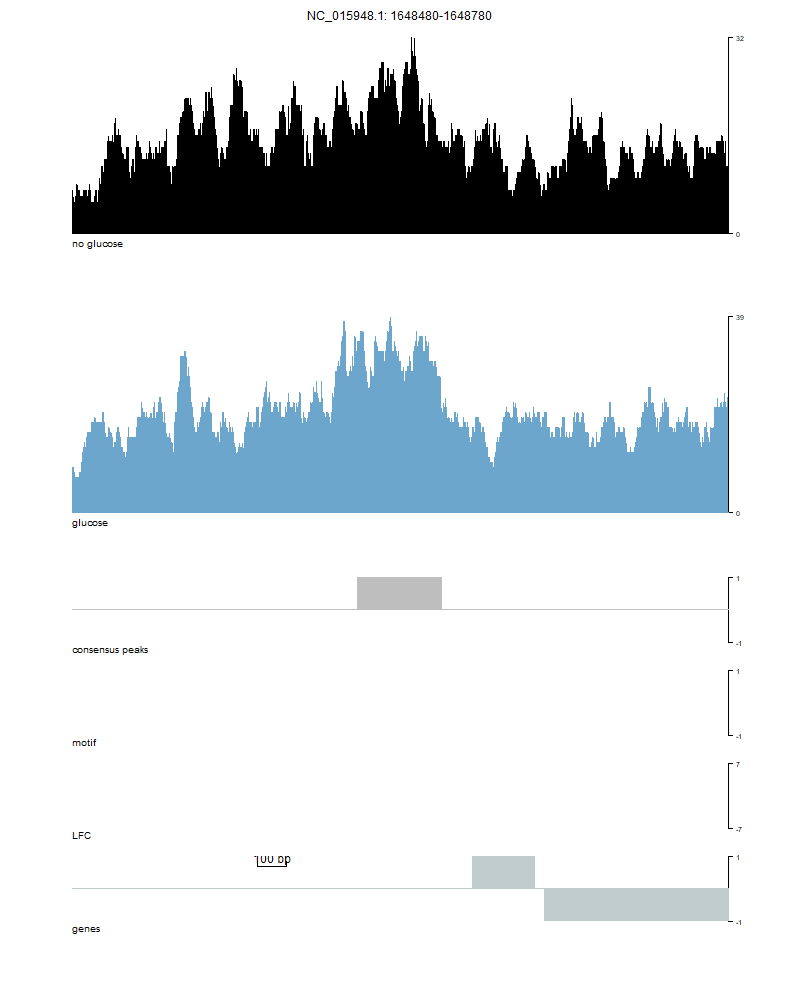 NC_015948.1: 1648480-1648780
32
0
no glucose
39
0
glucose
1
-1
consensus peaks
1
-1
motif
7
-7
LFC
100 bp
1
-1
genes